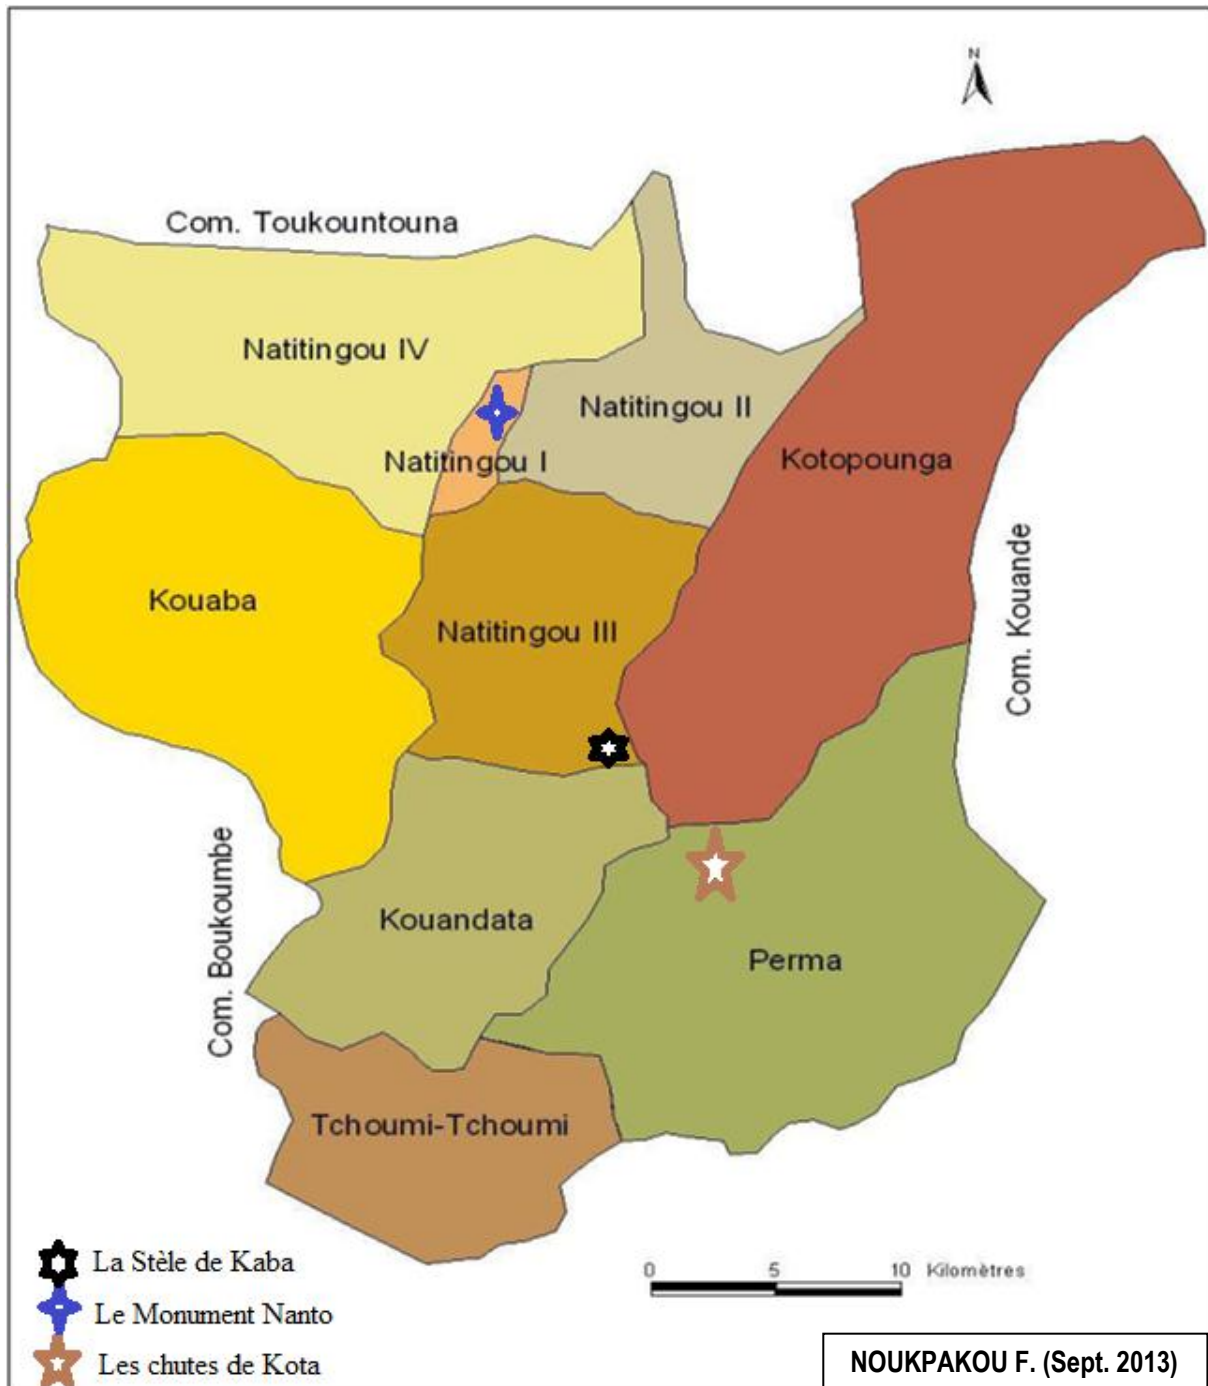 N
Com. Toukountouna
Natitingou IV
Natitingou II
Natitingou I
Kotopounga
Kouaba
Natitingou III
Com. Kouande
Com. Boukoumbe
Kouandata
Perma
Tchoumi-Tchoumi
La Stèle de Kaba
Le Monument Nanto
Les chutes de Kota
0 5 10 Kilomètres
NOUKPAKOU F. (Sept. 2013)